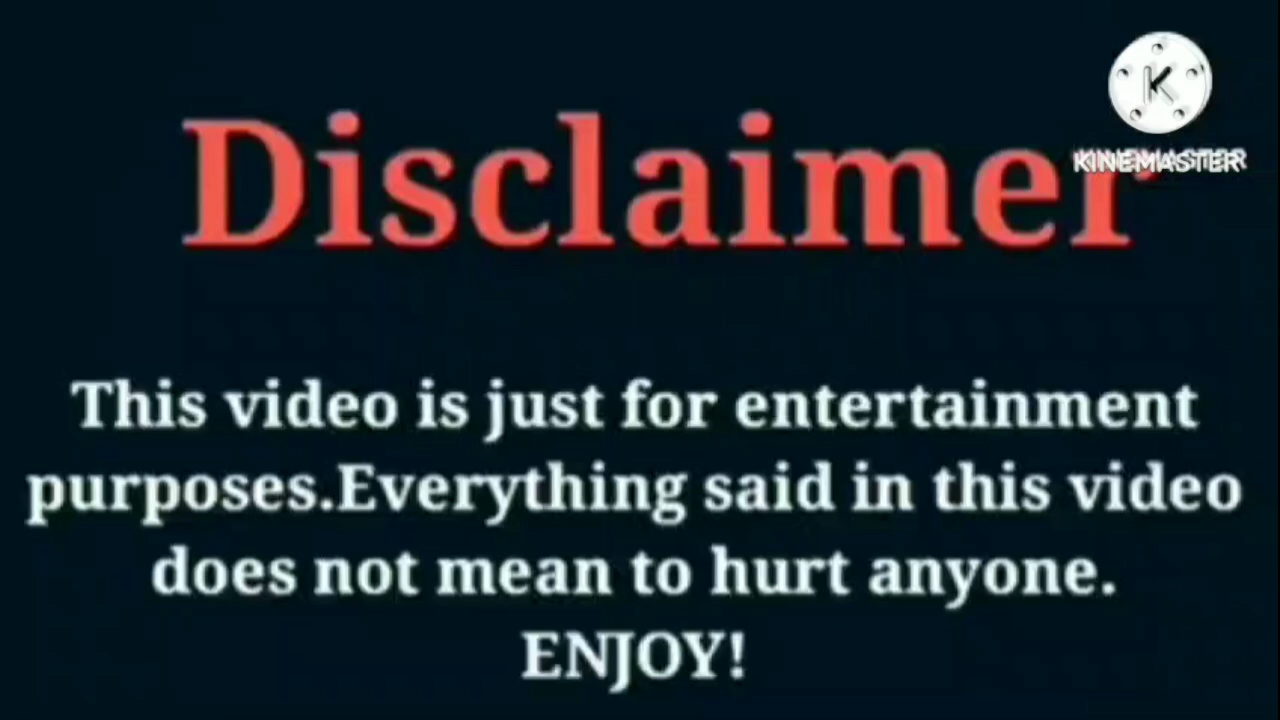 K
KINEMASTER
Disclaimer
This video is just for entertainment
purposes.Everything said in this video
does not mean to hurt anyone.
ENJOY!